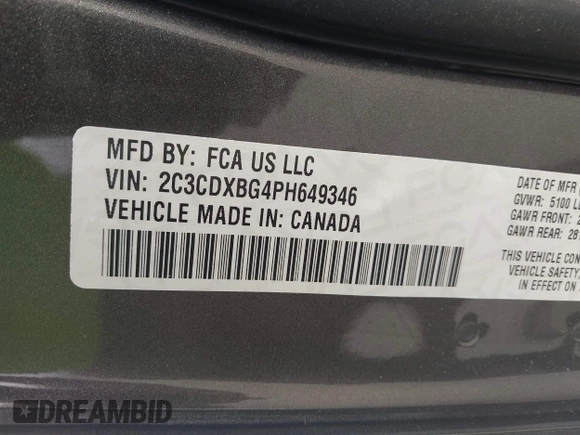 MFD BY: FCA US LLC
VIN: 2C3CDXBG4PH649346
VEHICLE MADE IN: CANADA
DATE OF MFR
GVWR: 5100
GAWR FRONT:
GAWR REAR:
THIS VEHICLE
VEHICLE SAFETY
IN EFFECT ON
DREAMBID